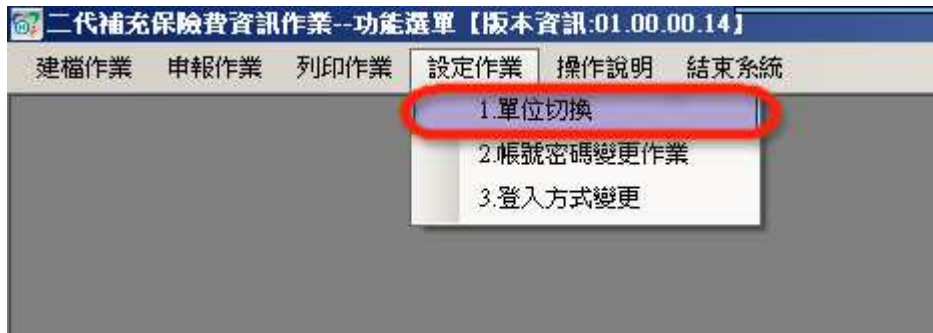 二代補充保險費資訊作業--功能選單【版本資訊:01.00.00.14】
建檔作業 申報作業 列印作業 設定作業 操作說明 結束系統
1.單位切換
2.帳號密碼變更作業
3.登入方式變更